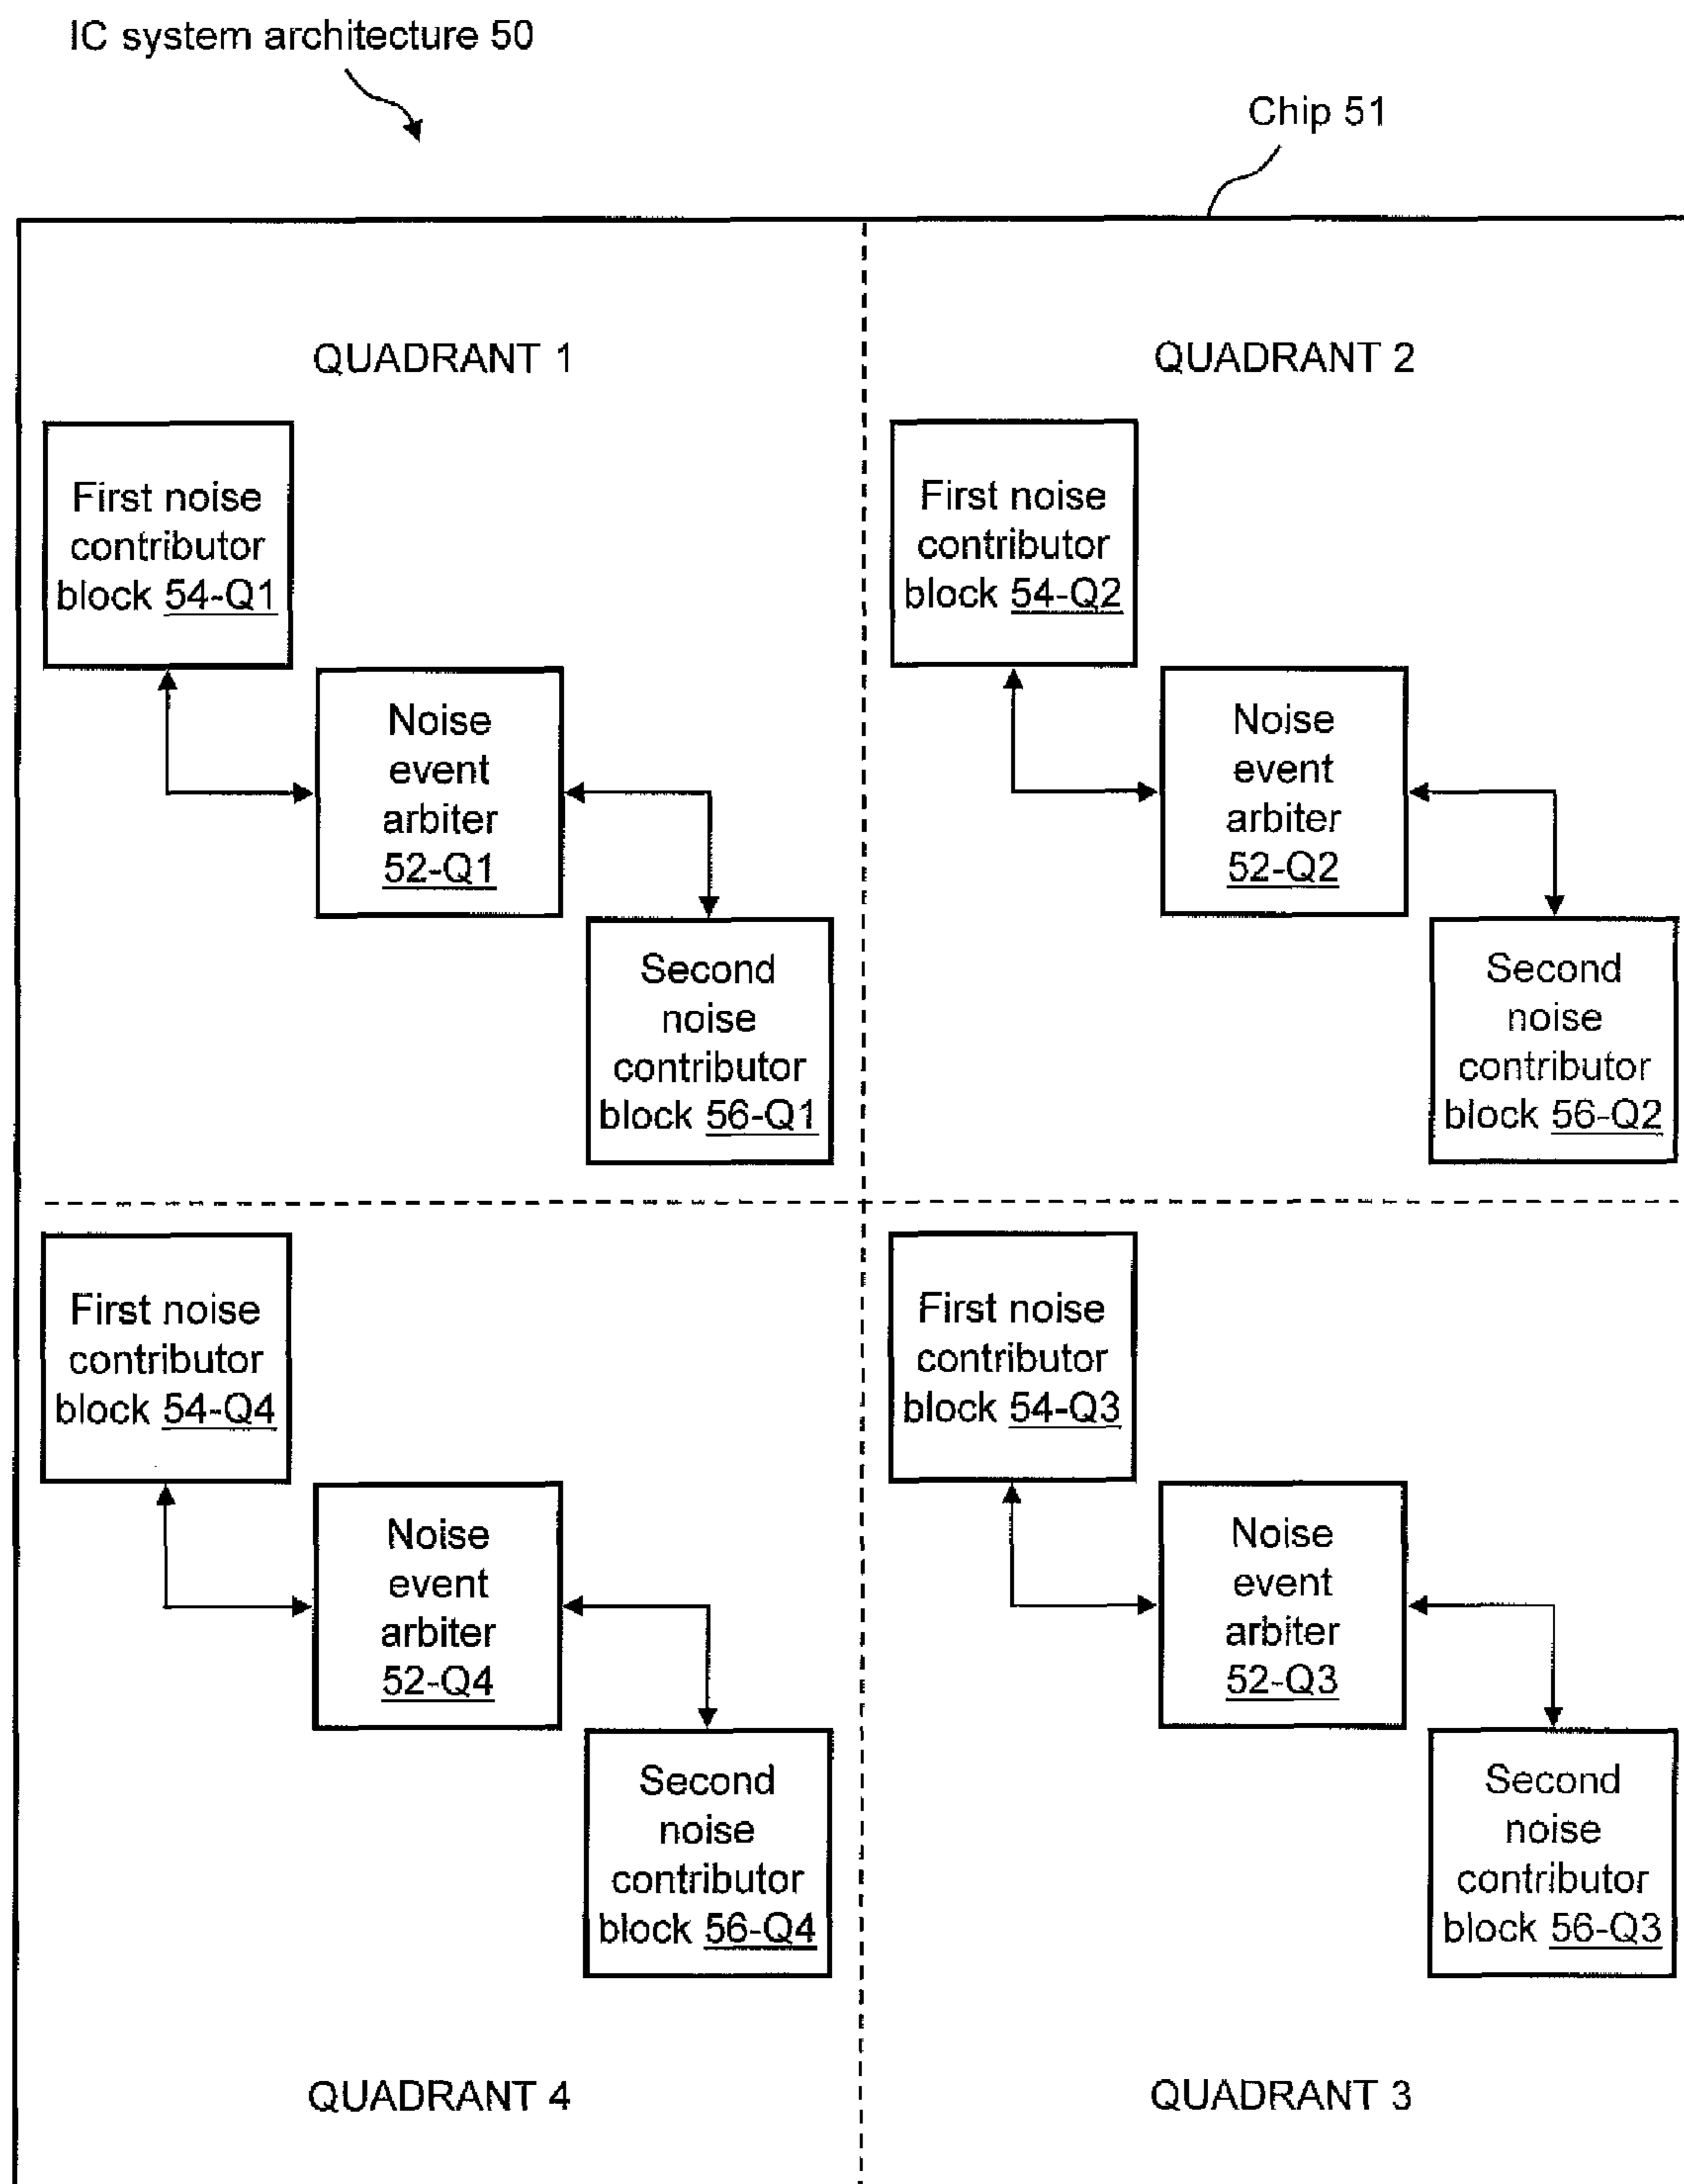 IC system architecture 50
Chip 51
QUADRANT 1
First noise
contributor
block 54-Q1
Noise
event
arbiter
52-Q1
Second
noise
contributor
block 56-Q1
QUADRANT 2
First noise
contributor
block 54-Q2
Noise
event
arbiter
52-Q2
Second
noise
contributor
block 56-Q2
First noise
contributor
block 54-Q4
Noise
event
arbiter
52-Q4
Second
noise
contributor
block 56-Q4
QUADRANT 4
First noise
contributor
block 54-Q3
Noise
event
arbiter
52-Q3
Second
noise
contributor
block 56-Q3
QUADRANT 3